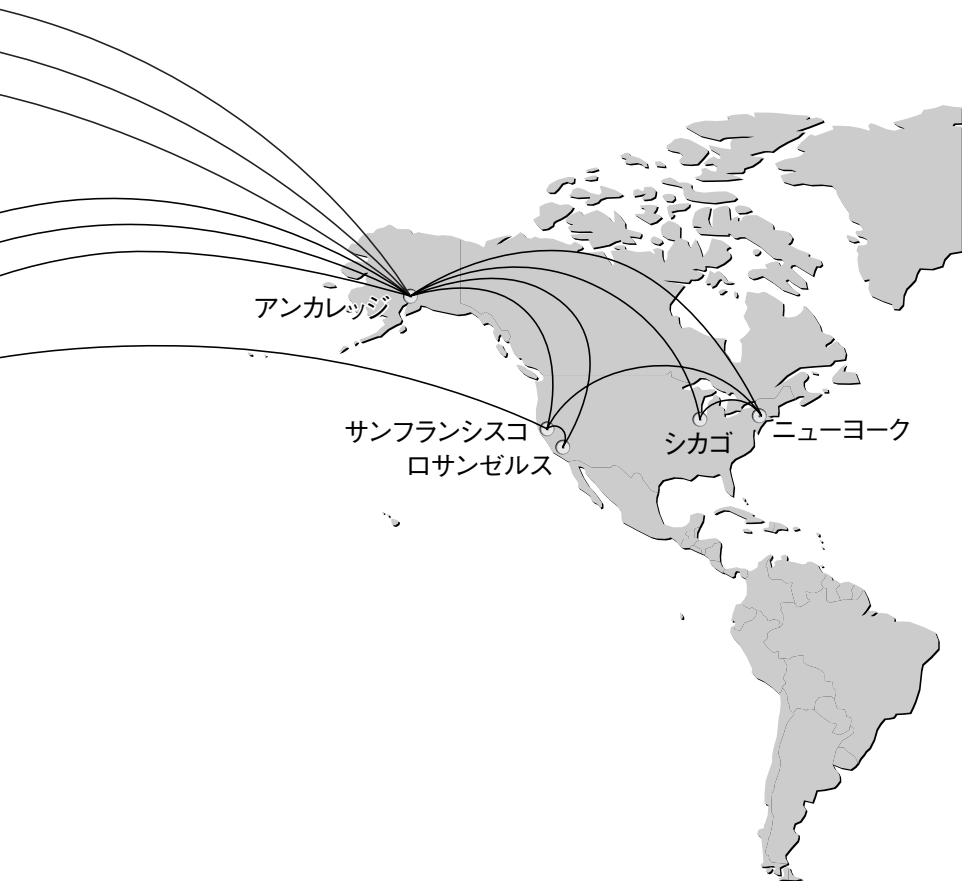 アンカレッジ
サンフランシスコ
ロサンゼルス
シカゴ
ニューヨーク